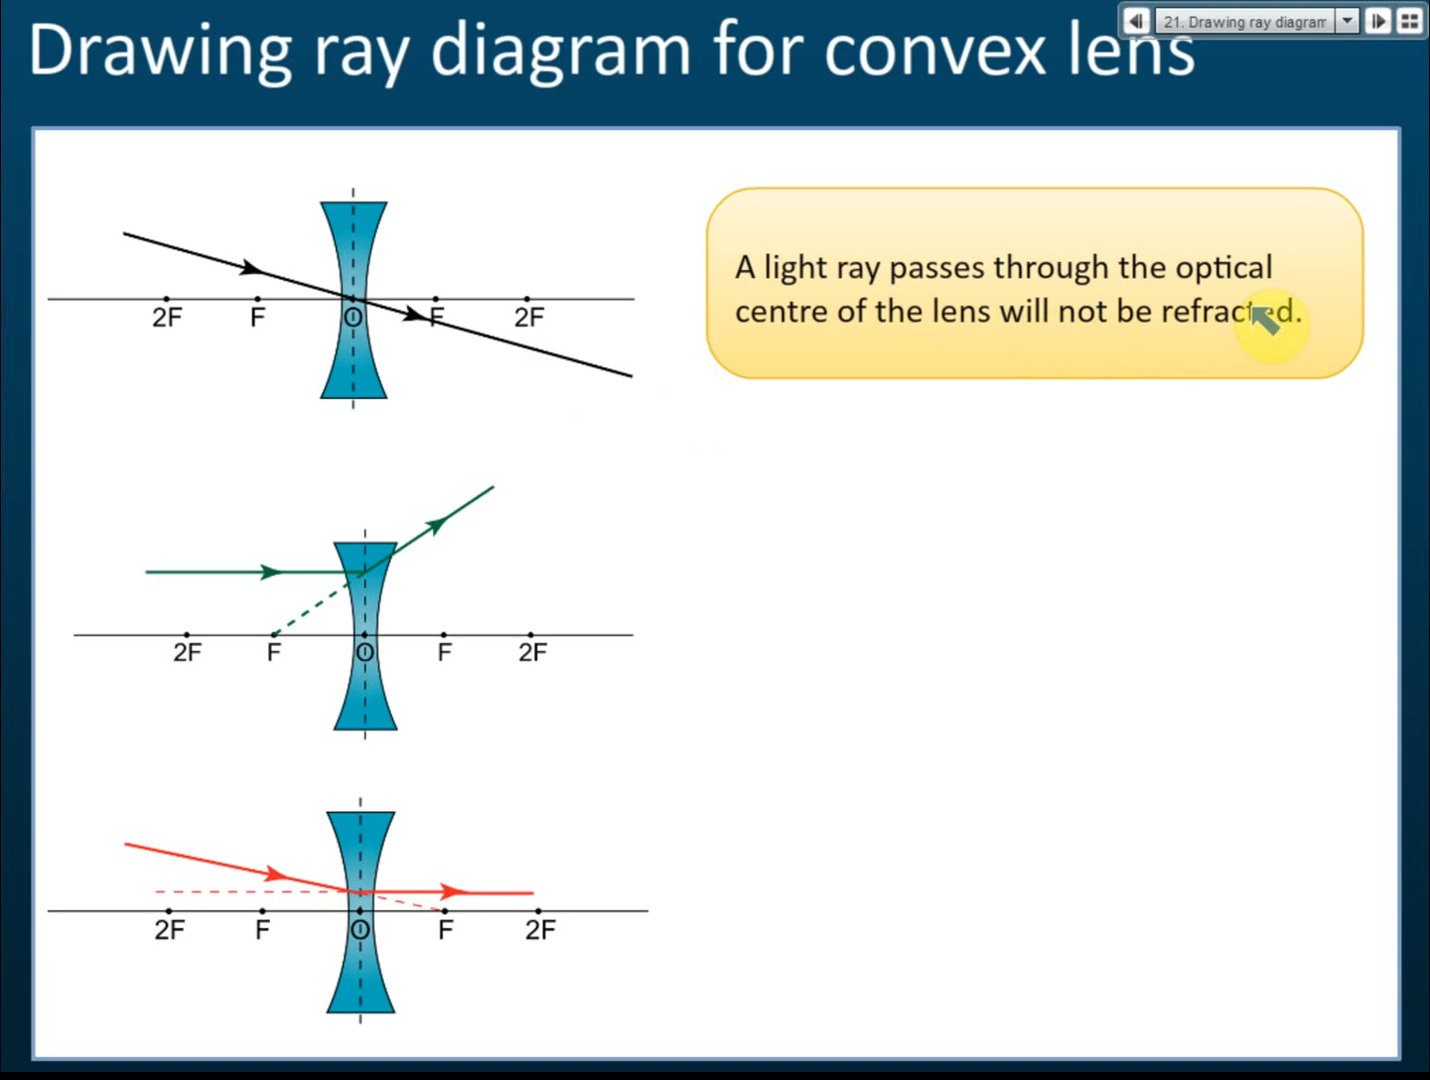 Drawing ray diagram for convex lens
21. Drawing ray diagram
A light ray passes through the optical
centre of the lens will not be refracted.
2F F O F 2F
2F F O F 2F
2F F O F 2F